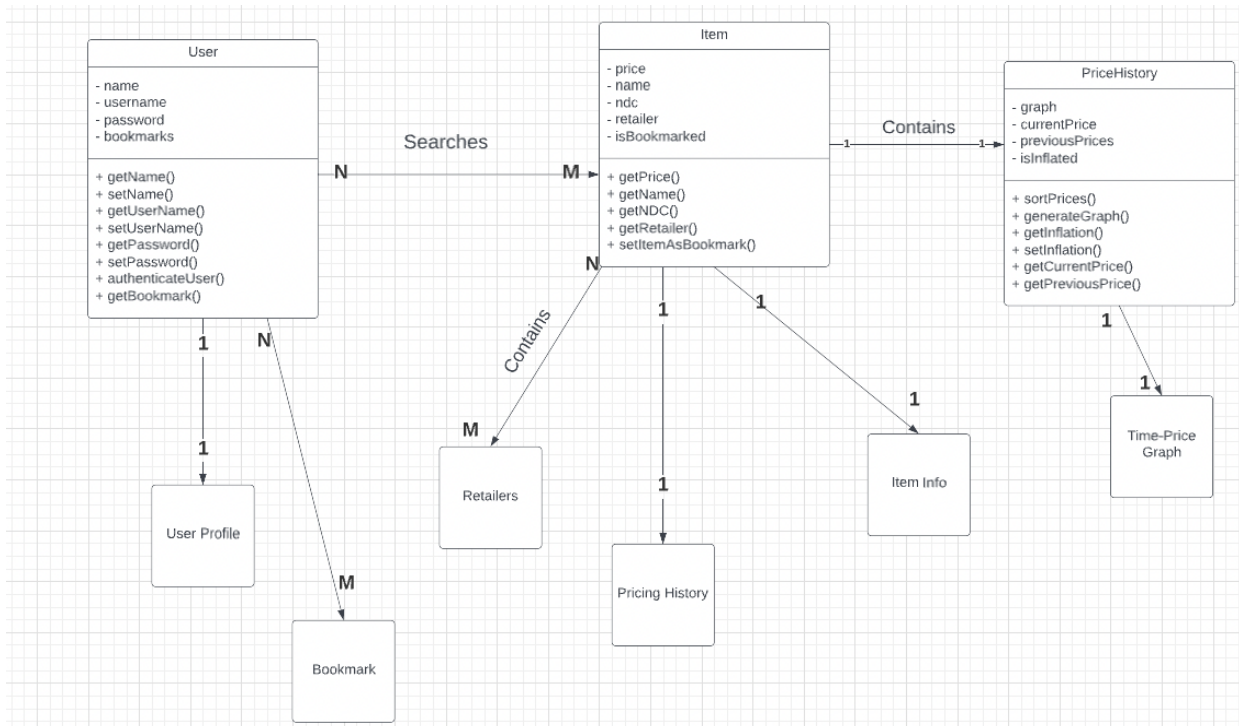 User
- name
- username
- password
- bookmarks
+ getName()
+ setName()
+ getUserName()
+ setUserName()
+ getPassword()
+ setPassword()
+ authenticateUser()
+ getBookmark()
Searches
N
M
Item
- price
- name
- ndc
- retailer
- isBookmarked
+ getPrice()
+ getName()
+ getNDC()
+ getRetailer()
+ setItemAsBookmark()
Contains
1
1
PriceHistory
- graph
- currentPrice
- previousPrices
- isInflated
+ sortPrices()
+ generateGraph()
+ getInflation()
+ setInflation()
+ getCurrentPrice()
+ getPreviousPrice()
1
1
User Profile
N
M
Bookmark
N
Contains
M
Retailers
1
1
Pricing History
1
1
Item Info
1
1
Time-Price
Graph